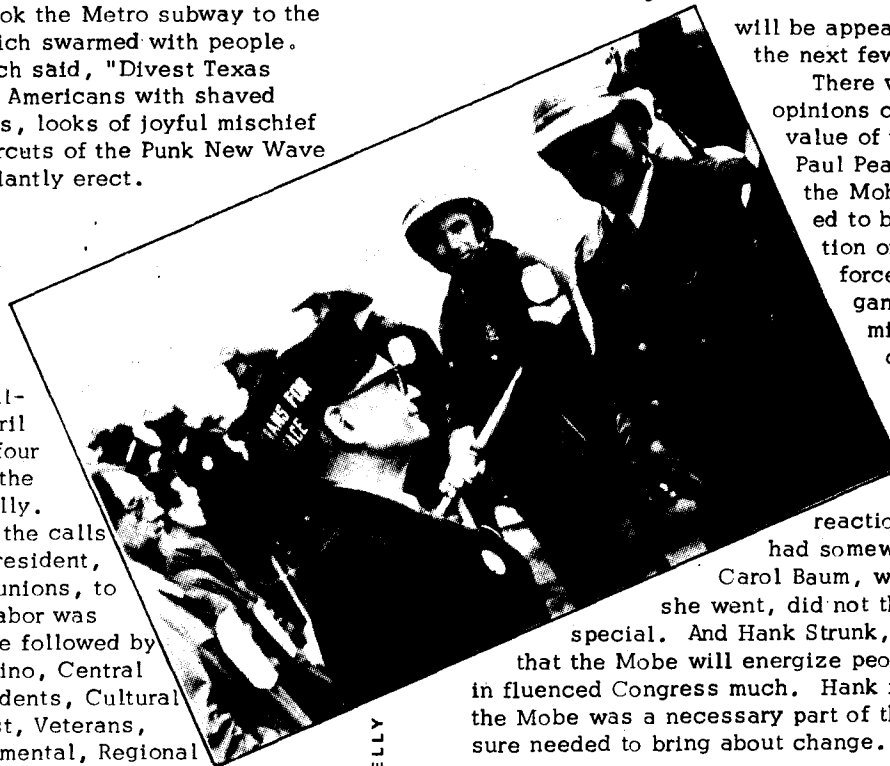 ok the Metro subway to the
ich swarmed with people.
ch said, "Divest Texas
Americans with shaved
s, looks of joyful mischief
rcuts of the Punk New Wave
lantly erect.
ril
four
the
lly.
the calls
resident,
unions, to
abor was
e followed by
ino, Central
dents, Cultural
st, Veterans,
mental, Regional
ANS FOR
ACE
ELLY
will be appea
the next few
There
opinions o
value of
Paul Pea
the Mob
ed to b
tion o
force
gan
mi
reactio
had somew
Carol Baum, w
she went, did not th
special. And Hank Strunk,
that the Mobe will energize peo
in fluenced Congress much. Hank
the Mobe was a necessary part of th
sure needed to bring about change.